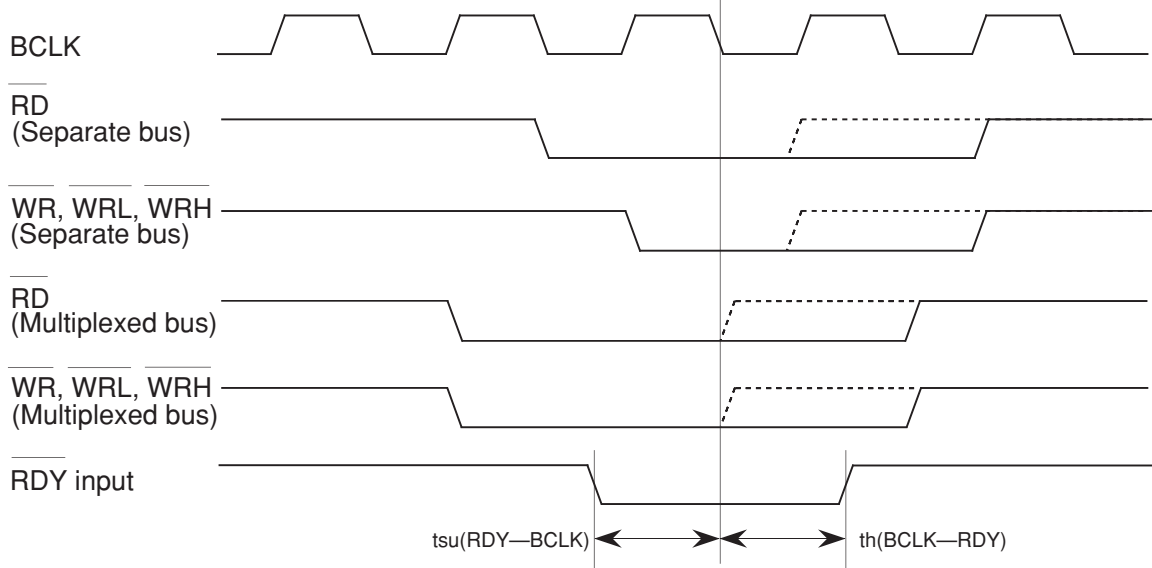 BCLK
RD
(Separate bus)
WR, WRL, WRH
(Separate bus)
RD
(Multiplexed bus)
WR, WRL, WRH
(Multiplexed bus)
RDY input
tsu(RDY—BCLK)
th(BCLK—RDY)